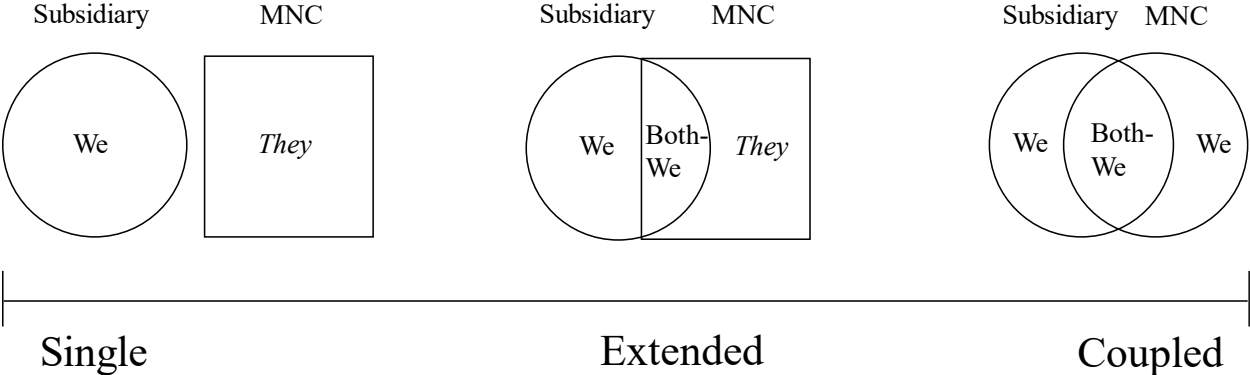 Subsidiary MNC
We They
Single
Subsidiary MNC
We Both- They
We
Extended
Subsidiary MNC
We Both- We
We
Coupled